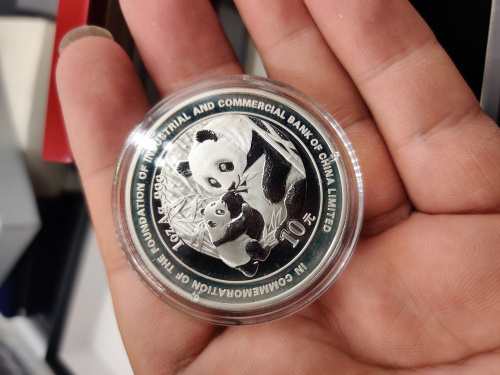 IN COMMEMORATION OF THE FOUNDATION OF INDUSTRIAL AND COMMERCIAL BANK OF CHINA LIMITED
1oz Ag .999
10元